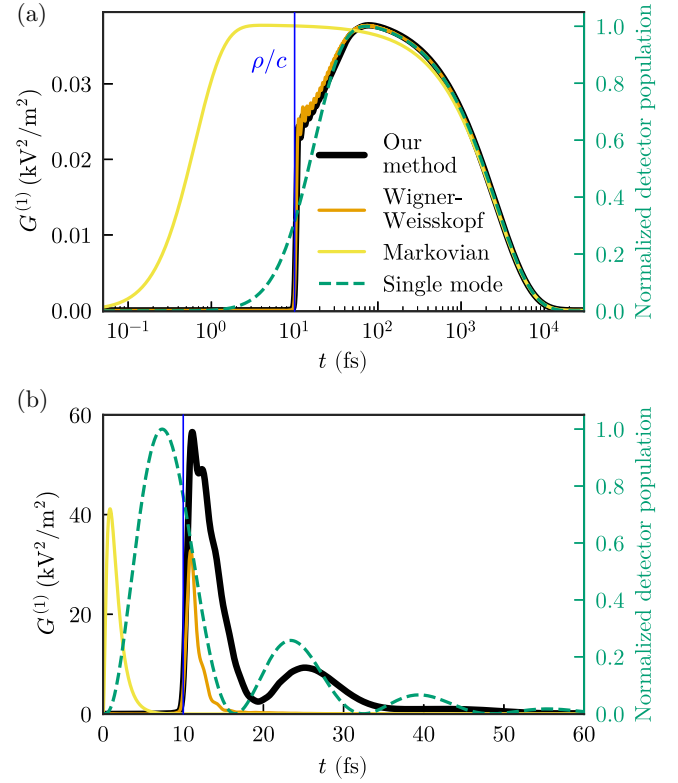 (a)
G⁽¹⁾ (kV²/m²)
0.03
0.02
0.01
0.00
ρ/c
Our
method
Wigner-
Weisskopf
Markovian
Single mode
1.0
0.8
0.6
0.4
0.2
0.0
Normalized detector population
10⁻¹ 10⁰ 10¹ 10² 10³ 10⁴
t (fs)
(b)
G⁽¹⁾ (kV²/m²)
60
40
20
0
1.0
0.8
0.6
0.4
0.2
0.0
Normalized detector population
0 10 20 30 40 50 60
t (fs)